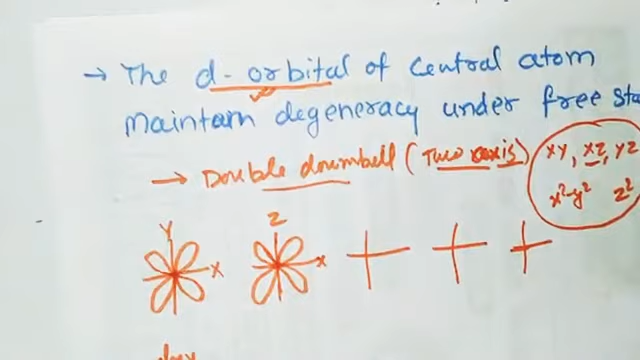 → The d-orbital of central atom
maintain degeneracy under free sta
→ Double doumbell (Two axis)
xy, xz, yz
x²-y² z²
Y Z
X X